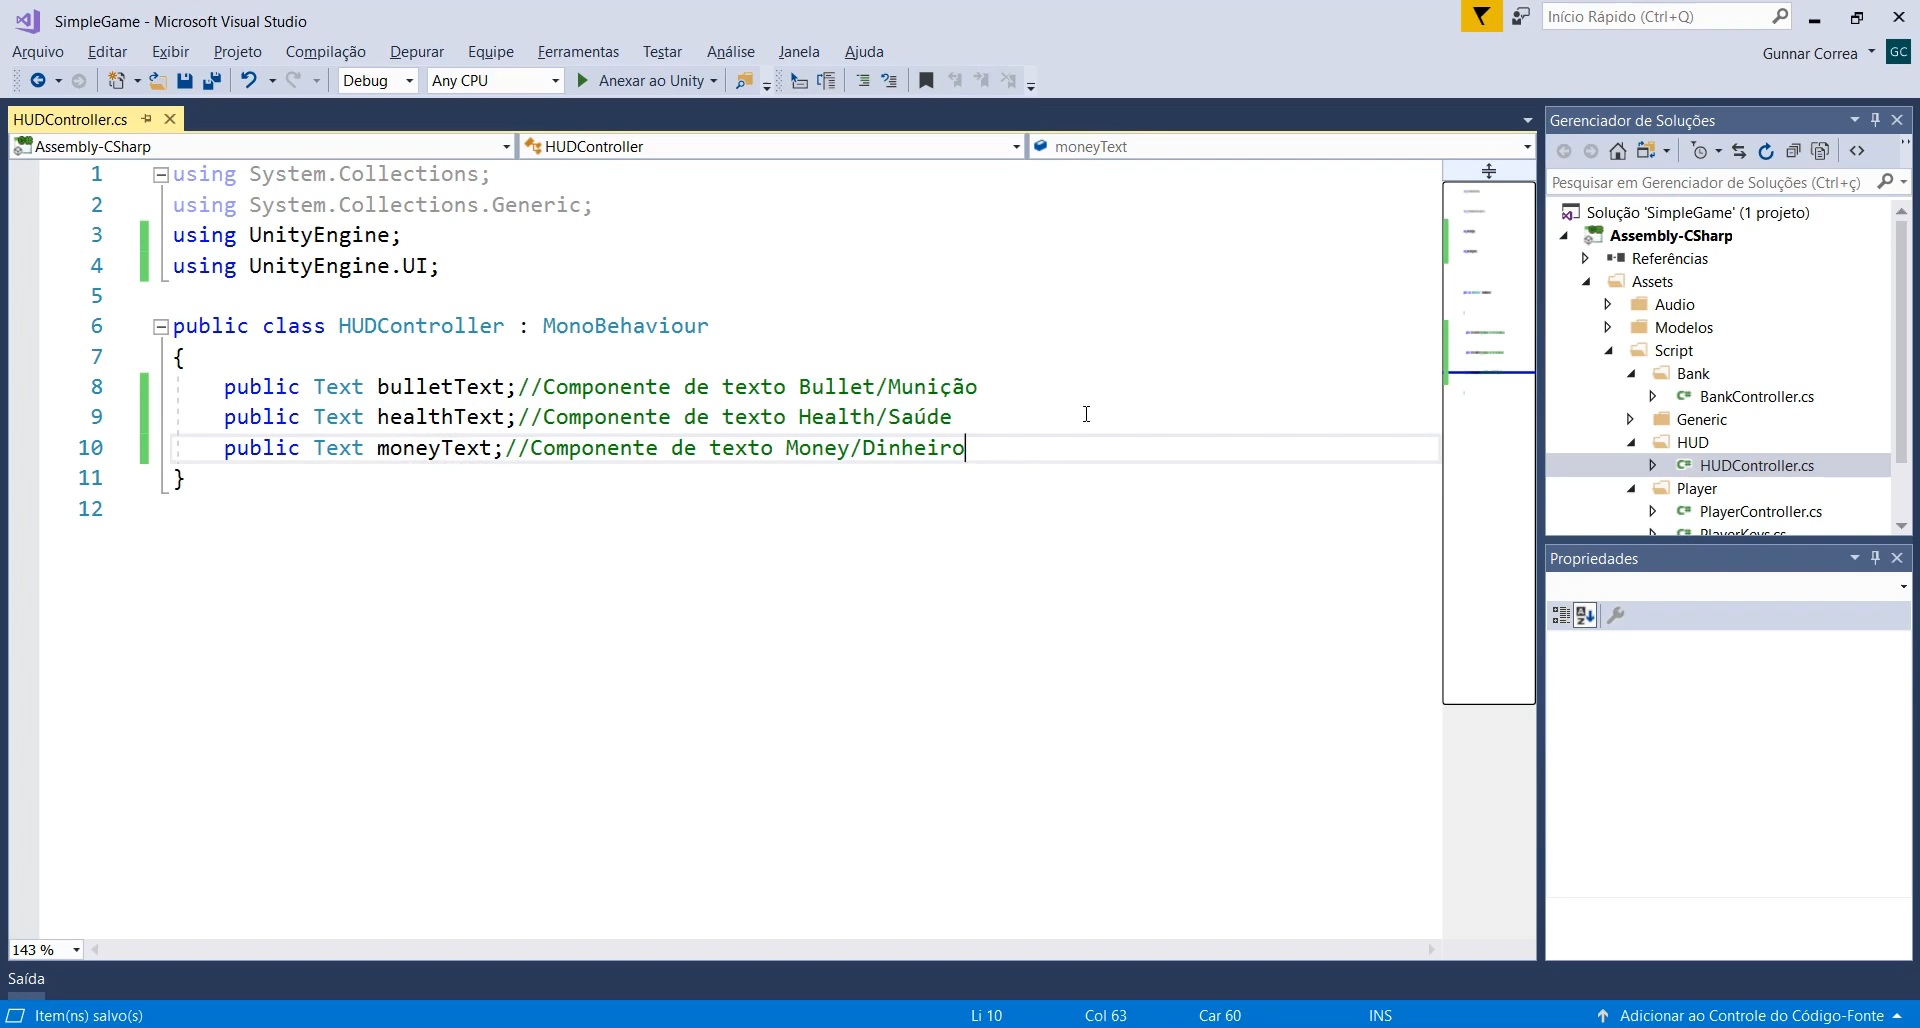 SimpleGame - Microsoft Visual Studio
Início Rápido (Ctrl+Q)
Arquivo Editar Exibir Projeto Compilação Depurar Equipe Ferramentas Testar Análise Janela Ajuda
Gunnar Correa GC
Debug Any CPU Anexar ao Unity
HUDController.cs
Assembly-CSharp HUDController moneyText
1 using System.Collections;
2 using System.Collections.Generic;
3 using UnityEngine;
4 using UnityEngine.UI;
5
6 public class HUDController : MonoBehaviour
7 {
8 public Text bulletText;//Componente de texto Bullet/Munição
9 public Text healthText;//Componente de texto Health/Saúde
10 public Text moneyText;//Componente de texto Money/Dinheiro
11 }
12
143 %
Gerenciador de Soluções
Pesquisar em Gerenciador de Soluções (Ctrl+ç)
Solução 'SimpleGame' (1 projeto)
Assembly-CSharp
Referências
Assets
Audio
Modelos
Script
Bank
C# BankController.cs
Generic
HUD
C# HUDController.cs
Player
C# PlayerController.cs
C# PlayerKeys.cs
Propriedades
Saída
Item(ns) salvo(s) Li 10 Col 63 Car 60 INS Adicionar ao Controle do Código-Fonte